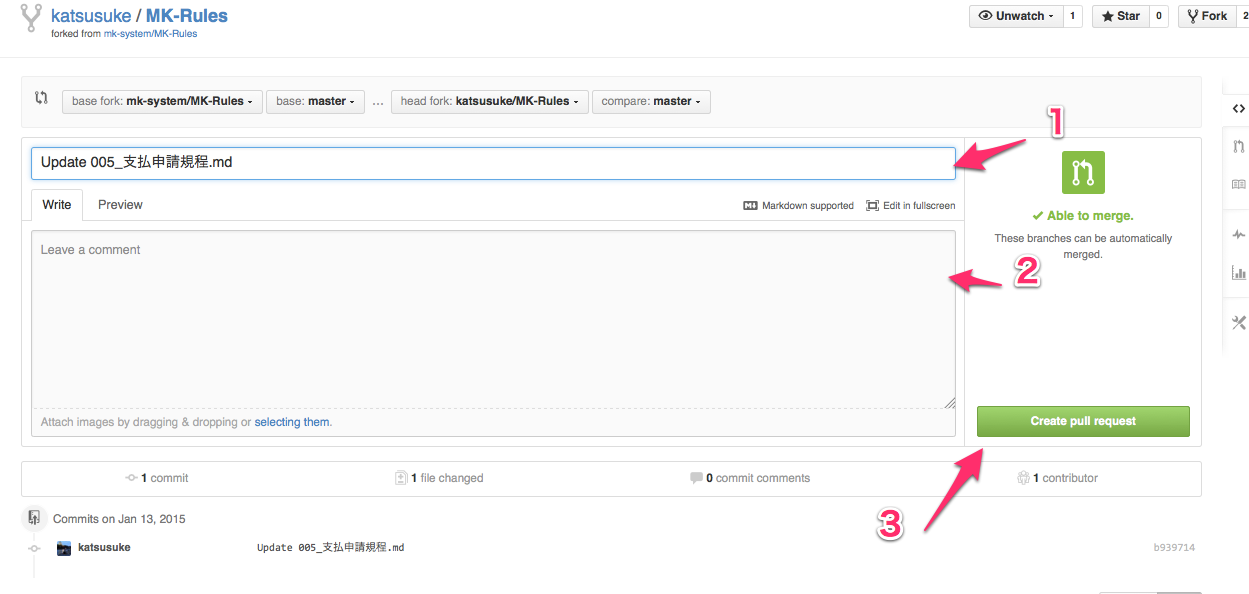 katsusuke / MK-Rules
forked from mk-system/MK-Rules
Unwatch 1 Star 0 Fork 2
base fork: mk-system/MK-Rules base: master ... head fork: katsusuke/MK-Rules compare: master
1
Update 005_支払申請規程.md
Write Preview Markdown supported Edit in fullscreen
Able to merge.
These branches can be automatically
merged.
Leave a comment
2
Attach images by dragging & dropping or selecting them.
Create pull request
1 commit 1 file changed 0 commit comments 1 contributor
3
Commits on Jan 13, 2015
katsusuke Update 005_支払申請規程.md b939714